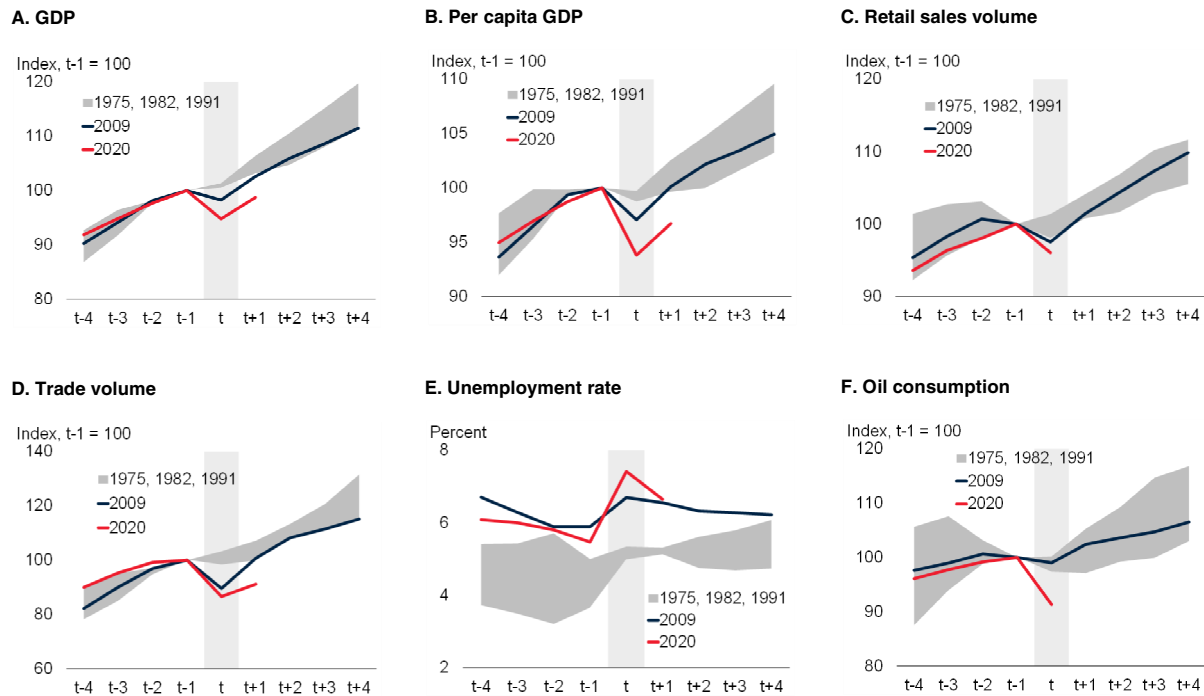 A. GDP
Index, t-1 = 100
120
110
100
90
80
1975, 1982, 1991
2009
2020
t-4 t-3 t-2 t-1 t t+1 t+2 t+3 t+4
B. Per capita GDP
Index, t-1 = 100
110
105
100
95
90
1975, 1982, 1991
2009
2020
t-4 t-3 t-2 t-1 t t+1 t+2 t+3 t+4
C. Retail sales volume
Index, t-1 = 100
120
110
100
90
1975, 1982, 1991
2009
2020
t-4 t-3 t-2 t-1 t t+1 t+2 t+3 t+4
D. Trade volume
Index, t-1 = 100
140
120
100
80
60
1975, 1982, 1991
2009
2020
t-4 t-3 t-2 t-1 t t+1 t+2 t+3 t+4
E. Unemployment rate
Percent
8
6
4
2
1975, 1982, 1991
2009
2020
t-4 t-3 t-2 t-1 t t+1 t+2 t+3 t+4
F. Oil consumption
Index, t-1 = 100
120
110
100
90
80
1975, 1982, 1991
2009
2020
t-4 t-3 t-2 t-1 t t+1 t+2 t+3 t+4